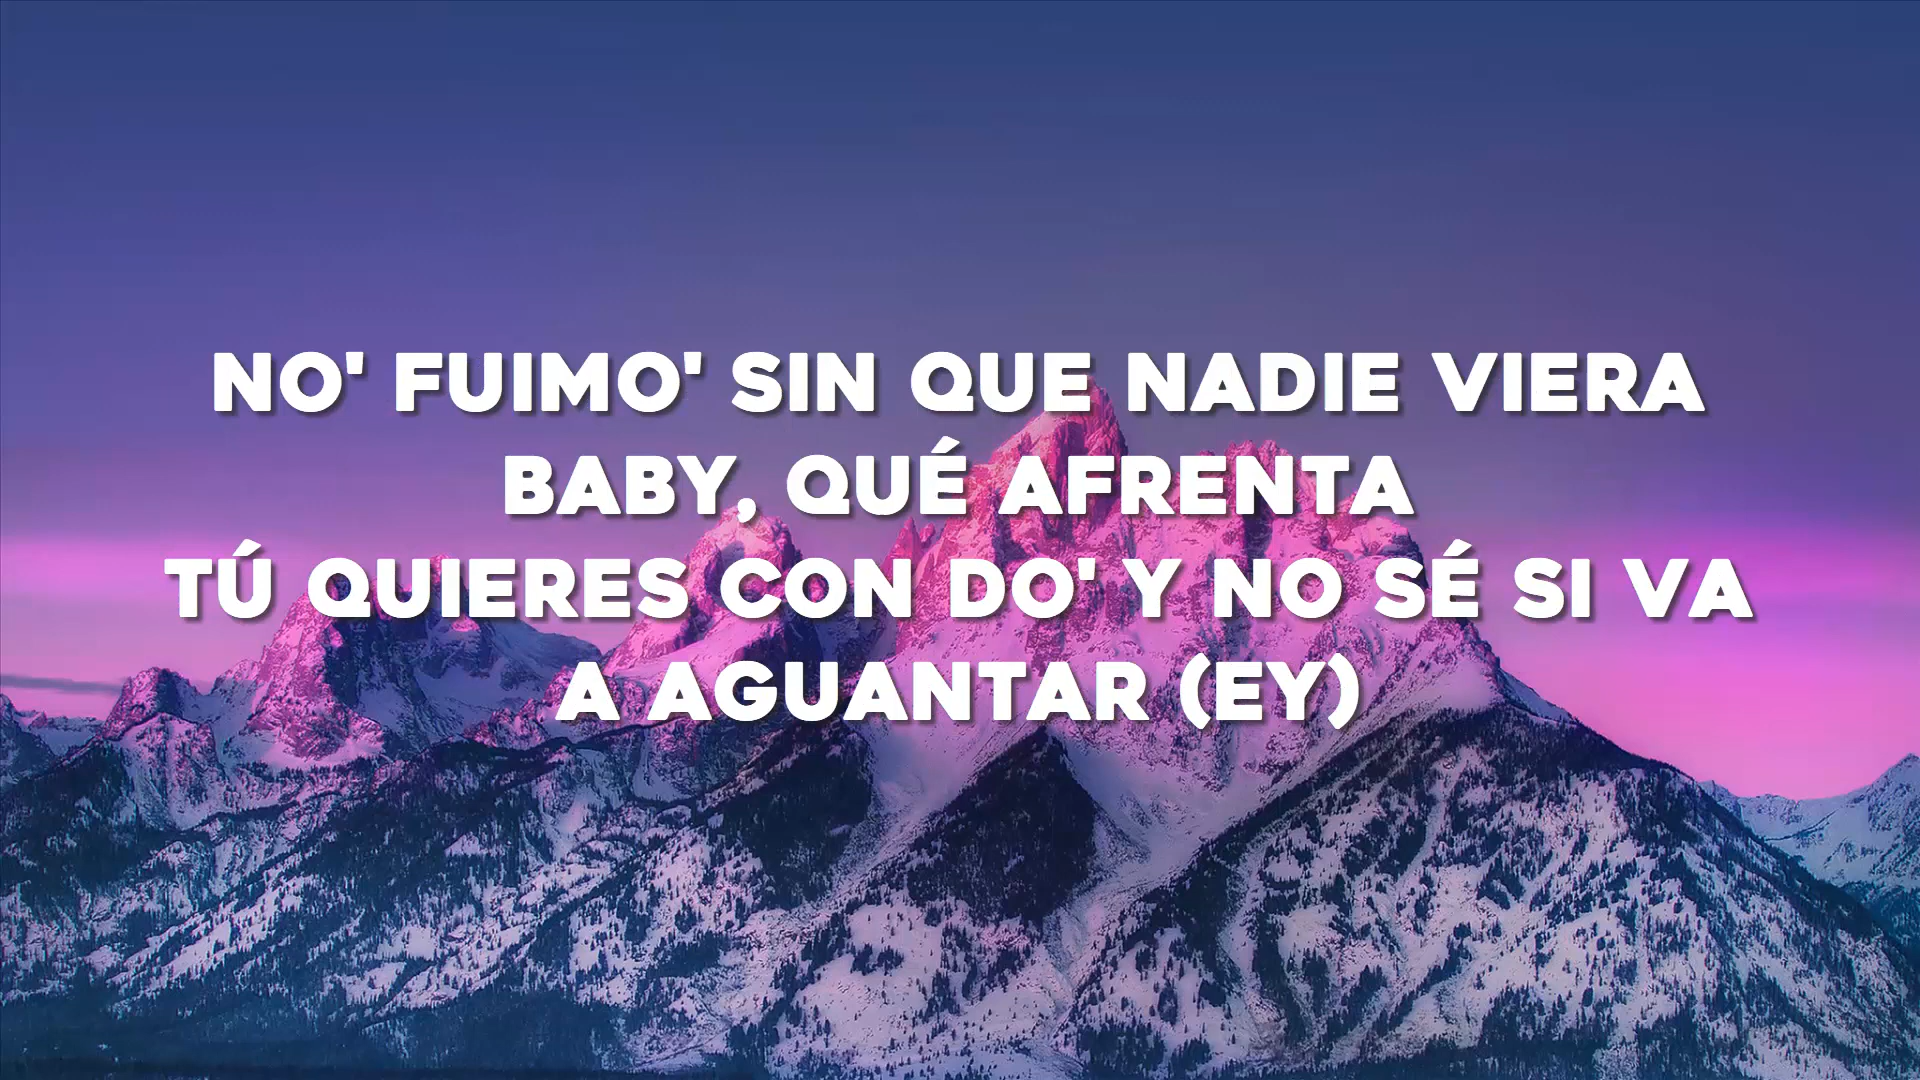 NO' FUIMO' SIN QUE NADIE VIERA
BABY, QUÉ AFRENTA
TÚ QUIERES CON DO' Y NO SÉ SI VA
A AGUANTAR (EY)